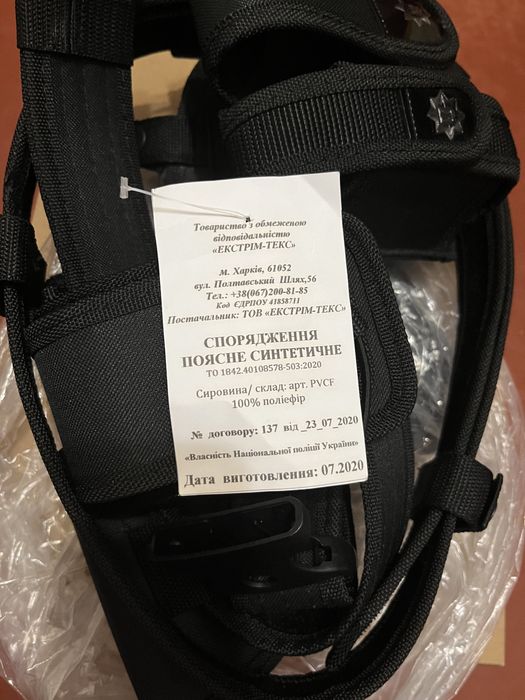 Товариство з обмеженою
відповідальністю
«ЕКСТРІМ-ТЕКС»
м. Харків, 61052
вул. Полтавський Шлях,56
Тел.: +38(067)200-81-85
Код ЄДРПОУ 41858711
Постачальник: ТОВ «ЕКСТРІМ-ТЕКС»
СПОРЯДЖЕННЯ
ПОЯСНЕ СИНТЕТИЧНЕ
ТО 1В42.40108578-503:2020
Сировина/ склад: арт. PVCF
100% поліефір
№ договору: 137 від _23_07_2020
«Власність Національної поліції України»
Дата виготовлення: 07.2020